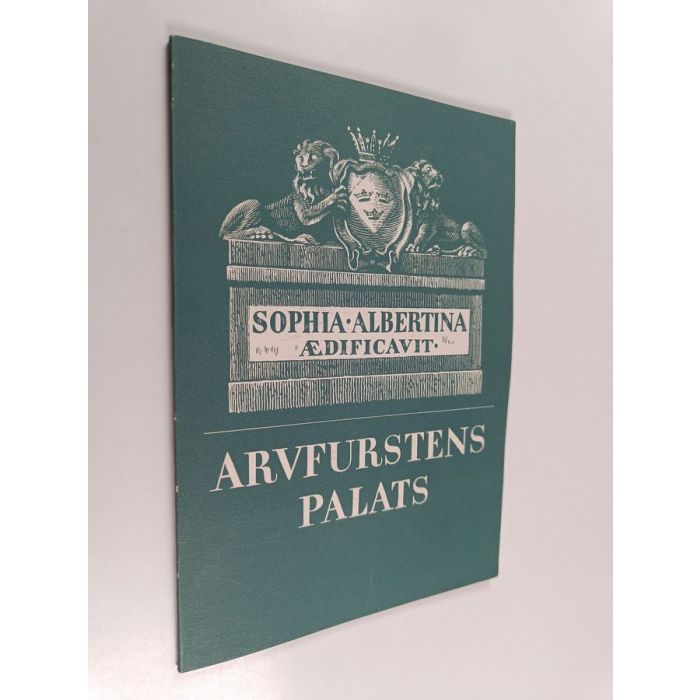 SOPHIA·ALBERTINA
ÆDIFICAVIT·
ARVFURSTENS
PALATS